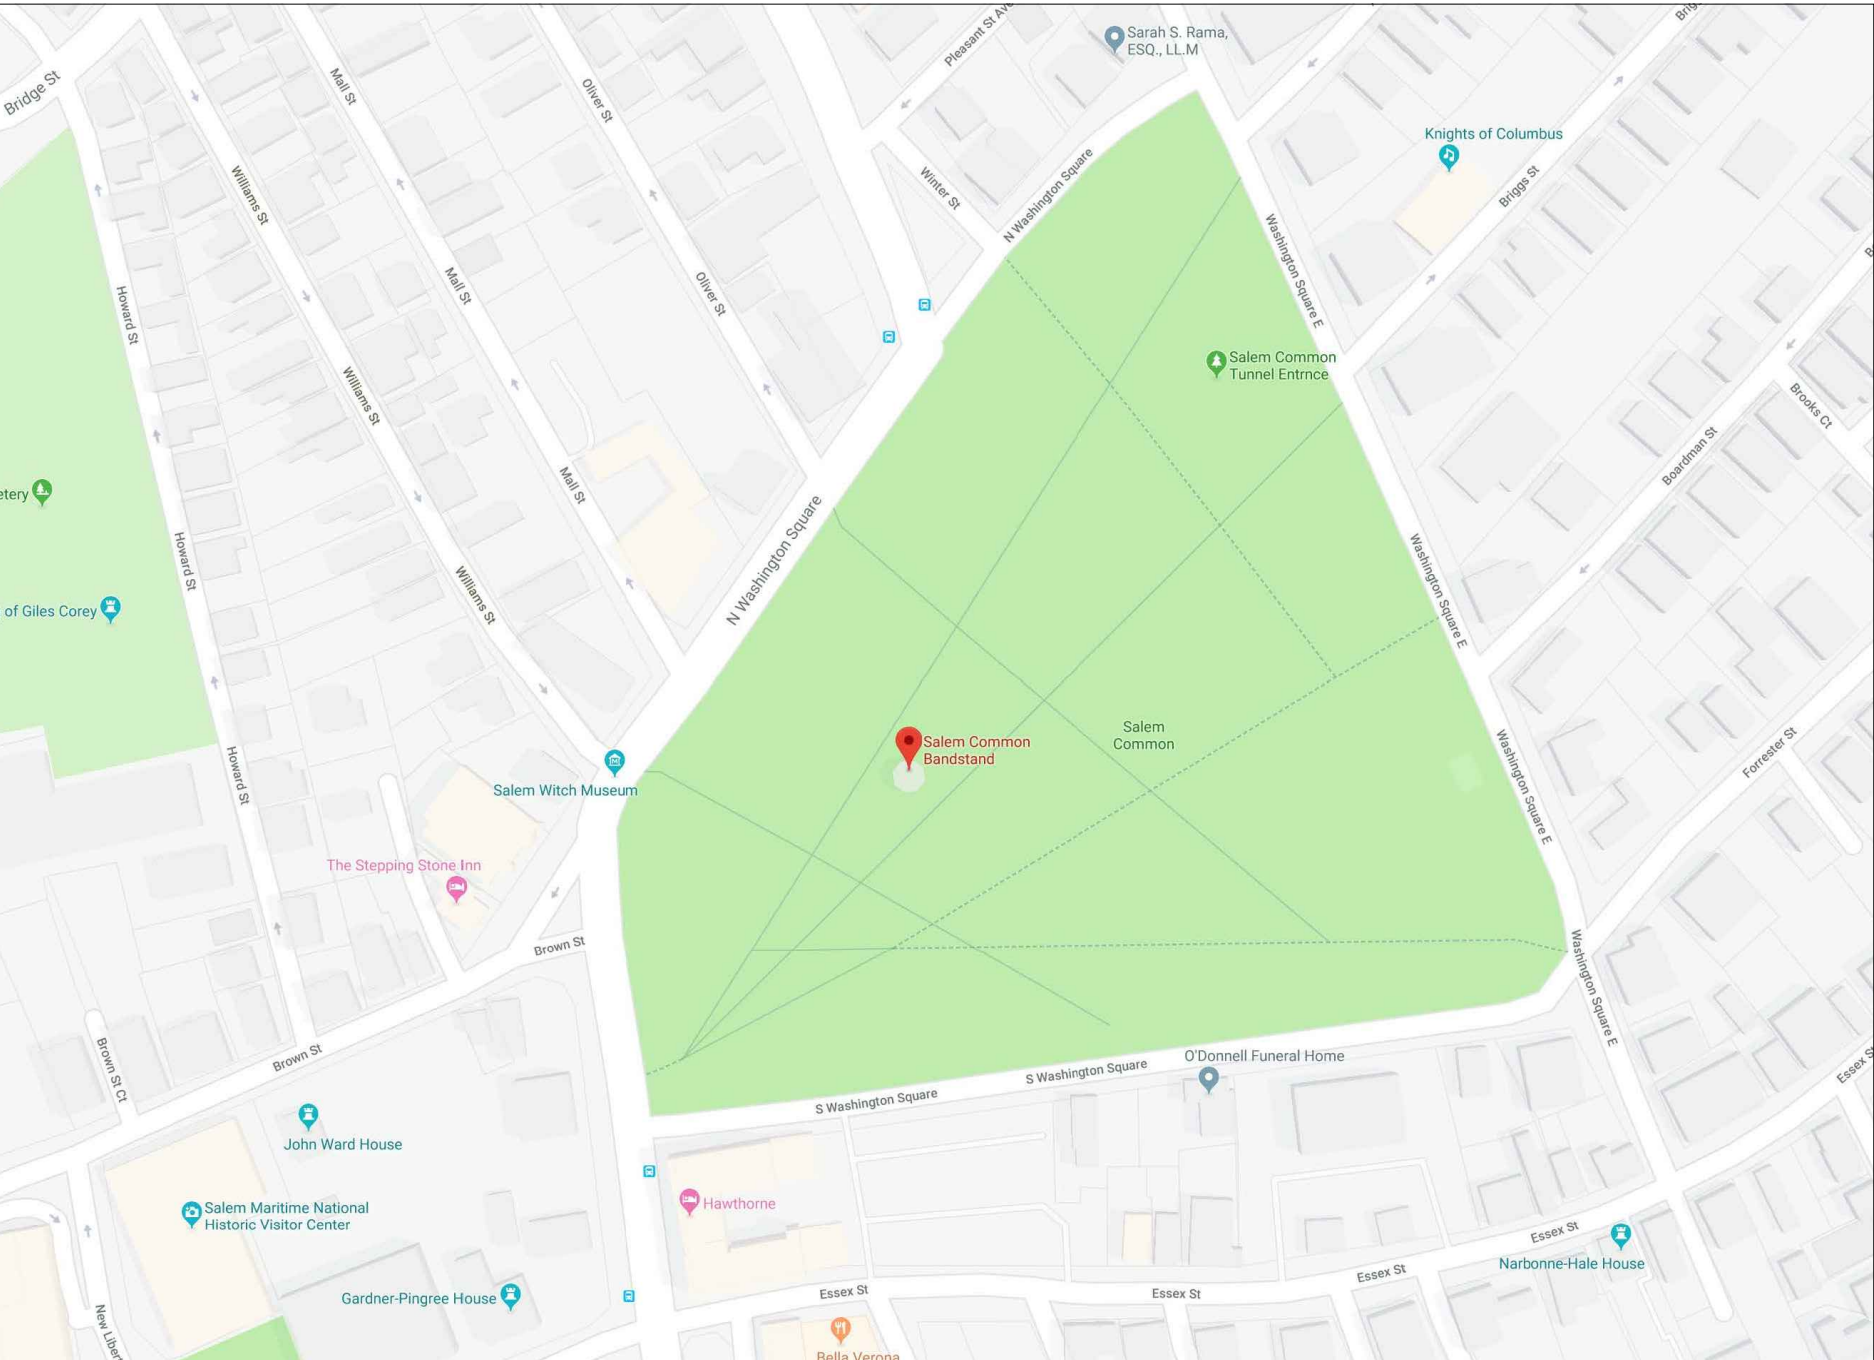 Bridge St
Mall St
Oliver St
Pleasant St Ave
Sarah S. Rama,
ESQ., LL.M
Knights of Columbus
Briggs St
Williams St
Winter St
N Washington Square
Washington Square E
Howard St
Mall St
Oliver St
Salem Common
Tunnel Entrnce
Williams St
Brooks Ct
Boardman St
Mall St
Howard St
N Washington Square
Washington Square E
of Giles Corey
Williams St
Salem
Common
Salem Common
Bandstand
Howard St
Salem Witch Museum
Washington Square E
Forrester St
The Stepping Stone Inn
Brown St
Washington Square E
Brown St
Brown St Ct
S Washington Square
S Washington Square
O'Donnell Funeral Home
Essex St
John Ward House
Salem Maritime National
Historic Visitor Center
Hawthorne
Gardner-Pingree House
Essex St
Essex St
Essex St
Essex St
Narbonne-Hale House
New Liber
Bella Verona